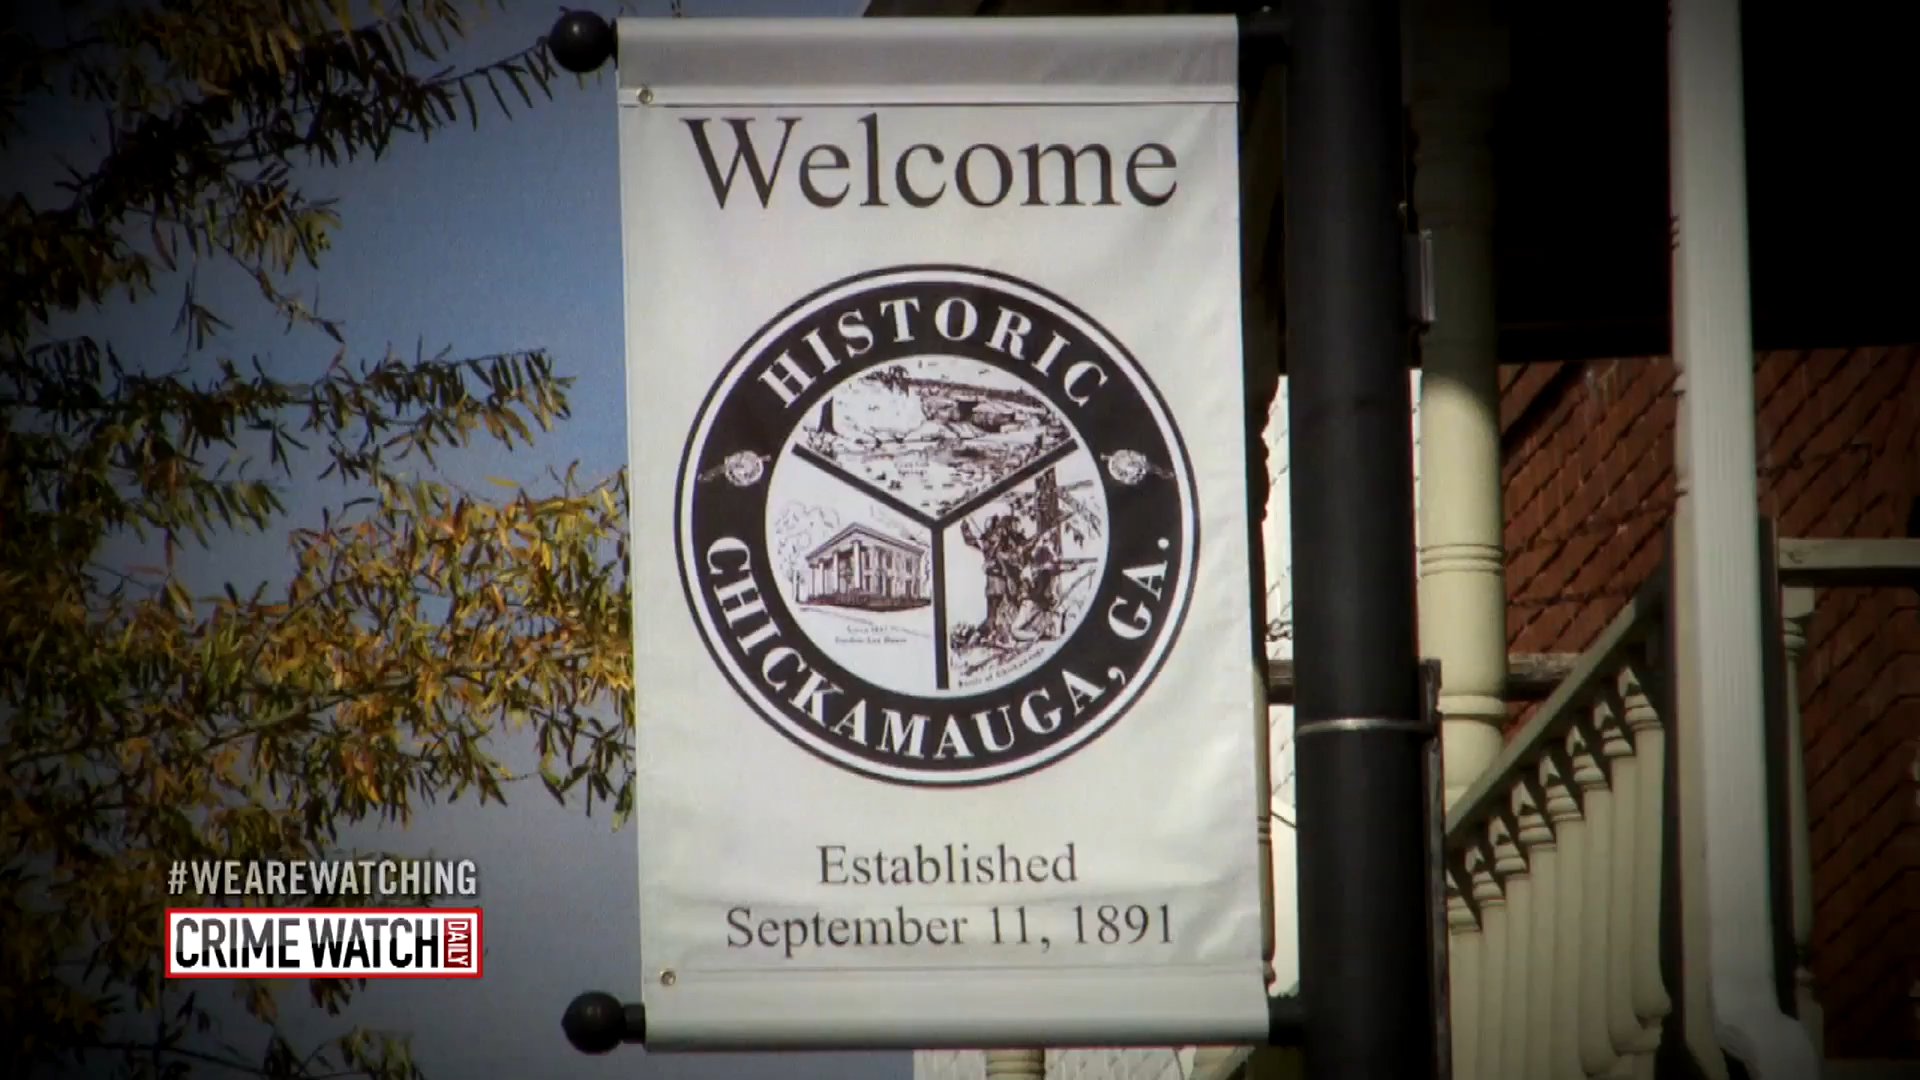 Welcome
HISTORIC
CHICKAMAUGA, GA.
Established
September 11, 1891
#WEAREWATCHING
CRIME WATCH DAILY